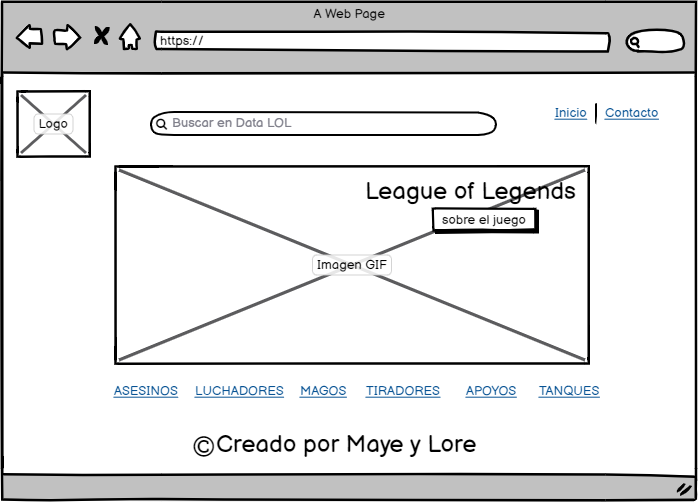 A Web Page
https://
Logo
Buscar en Data LOL
Inicio
Contacto
League of Legends
sobre el juego
Imagen GIF
ASESINOS LUCHADORES MAGOS TIRADORES APOYOS TANQUES
©Creado por Maye y Lore